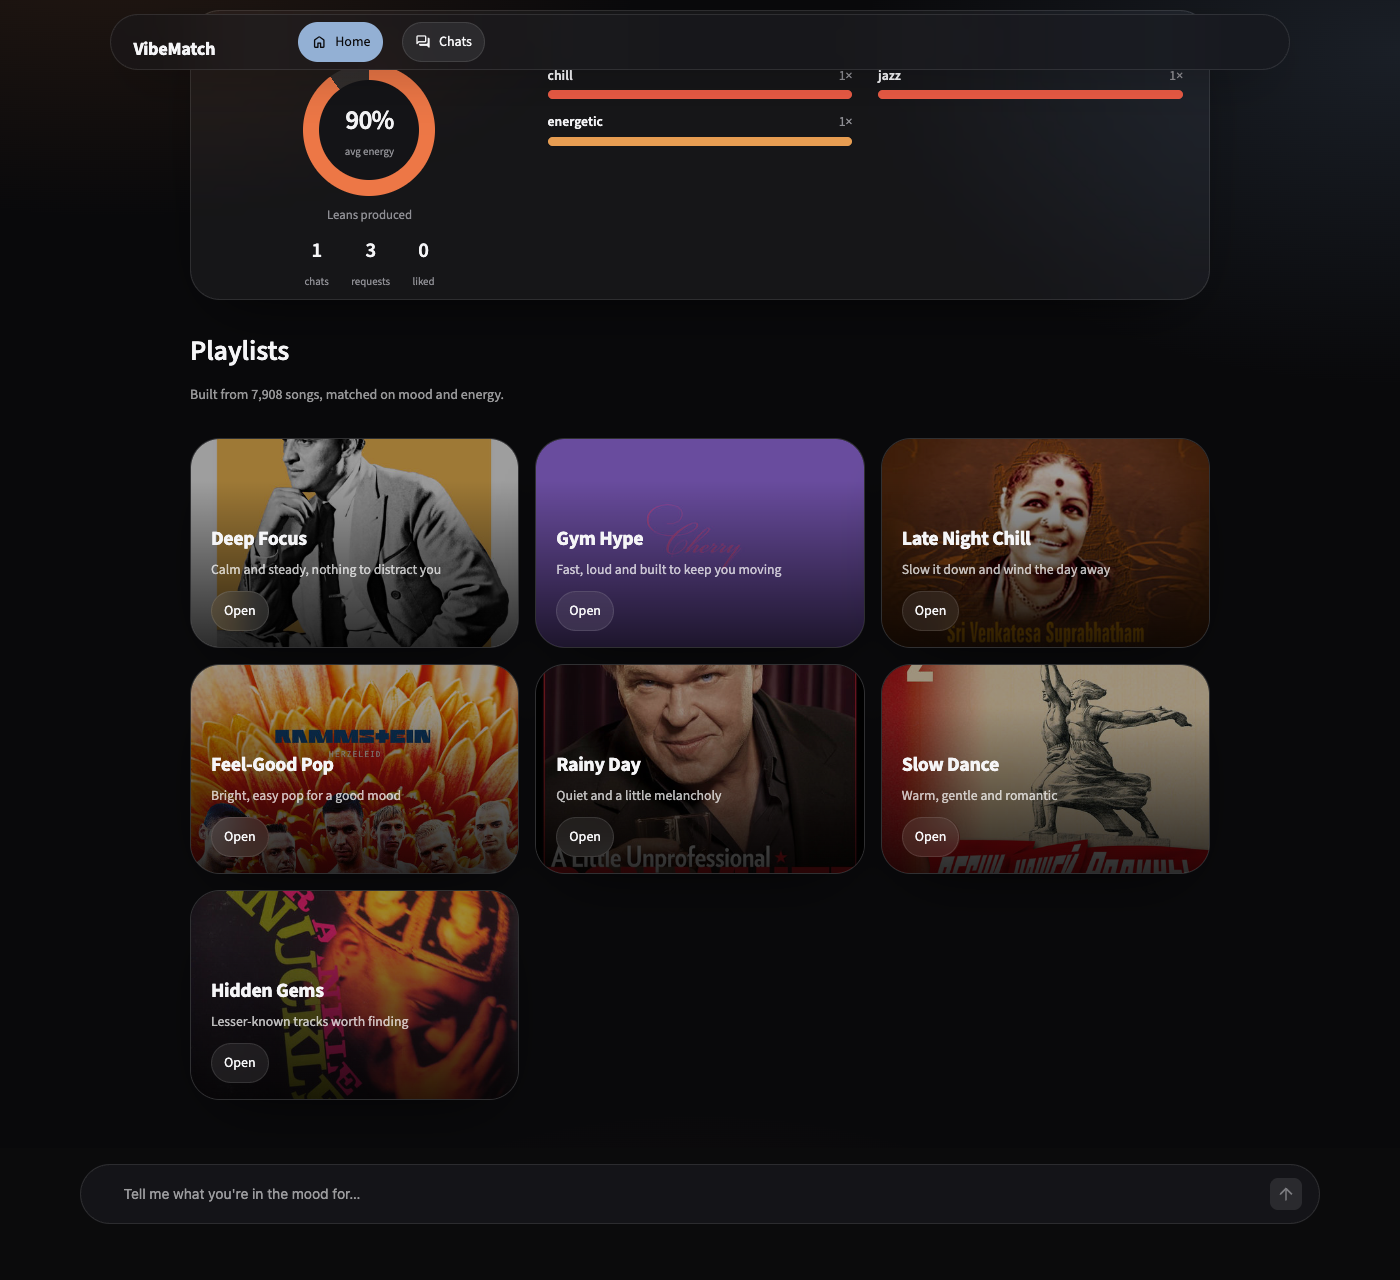 VibeMatch
Home
Chats
90%
avg energy
Leans produced
1 3 0
chats requests liked
chill 1×
jazz 1×
energetic 1×
Playlists
Built from 7,908 songs, matched on mood and energy.
Deep Focus
Calm and steady, nothing to distract you
Open
Cherry
Gym Hype
Fast, loud and built to keep you moving
Open
Late Night Chill
Slow it down and wind the day away
Open
Sri Venkatesa Suprabhatham
RAMMSTEIN
HERZELEID
Feel-Good Pop
Bright, easy pop for a good mood
Open
Rainy Day
Quiet and a little melancholy
Open
A Little Unprofessional
2
Slow Dance
Warm, gentle and romantic
Open
ПЕСНИ НАШЕЙ РОДИНЫ
Hidden Gems
Lesser-known tracks worth finding
Open
Tell me what you're in the mood for...